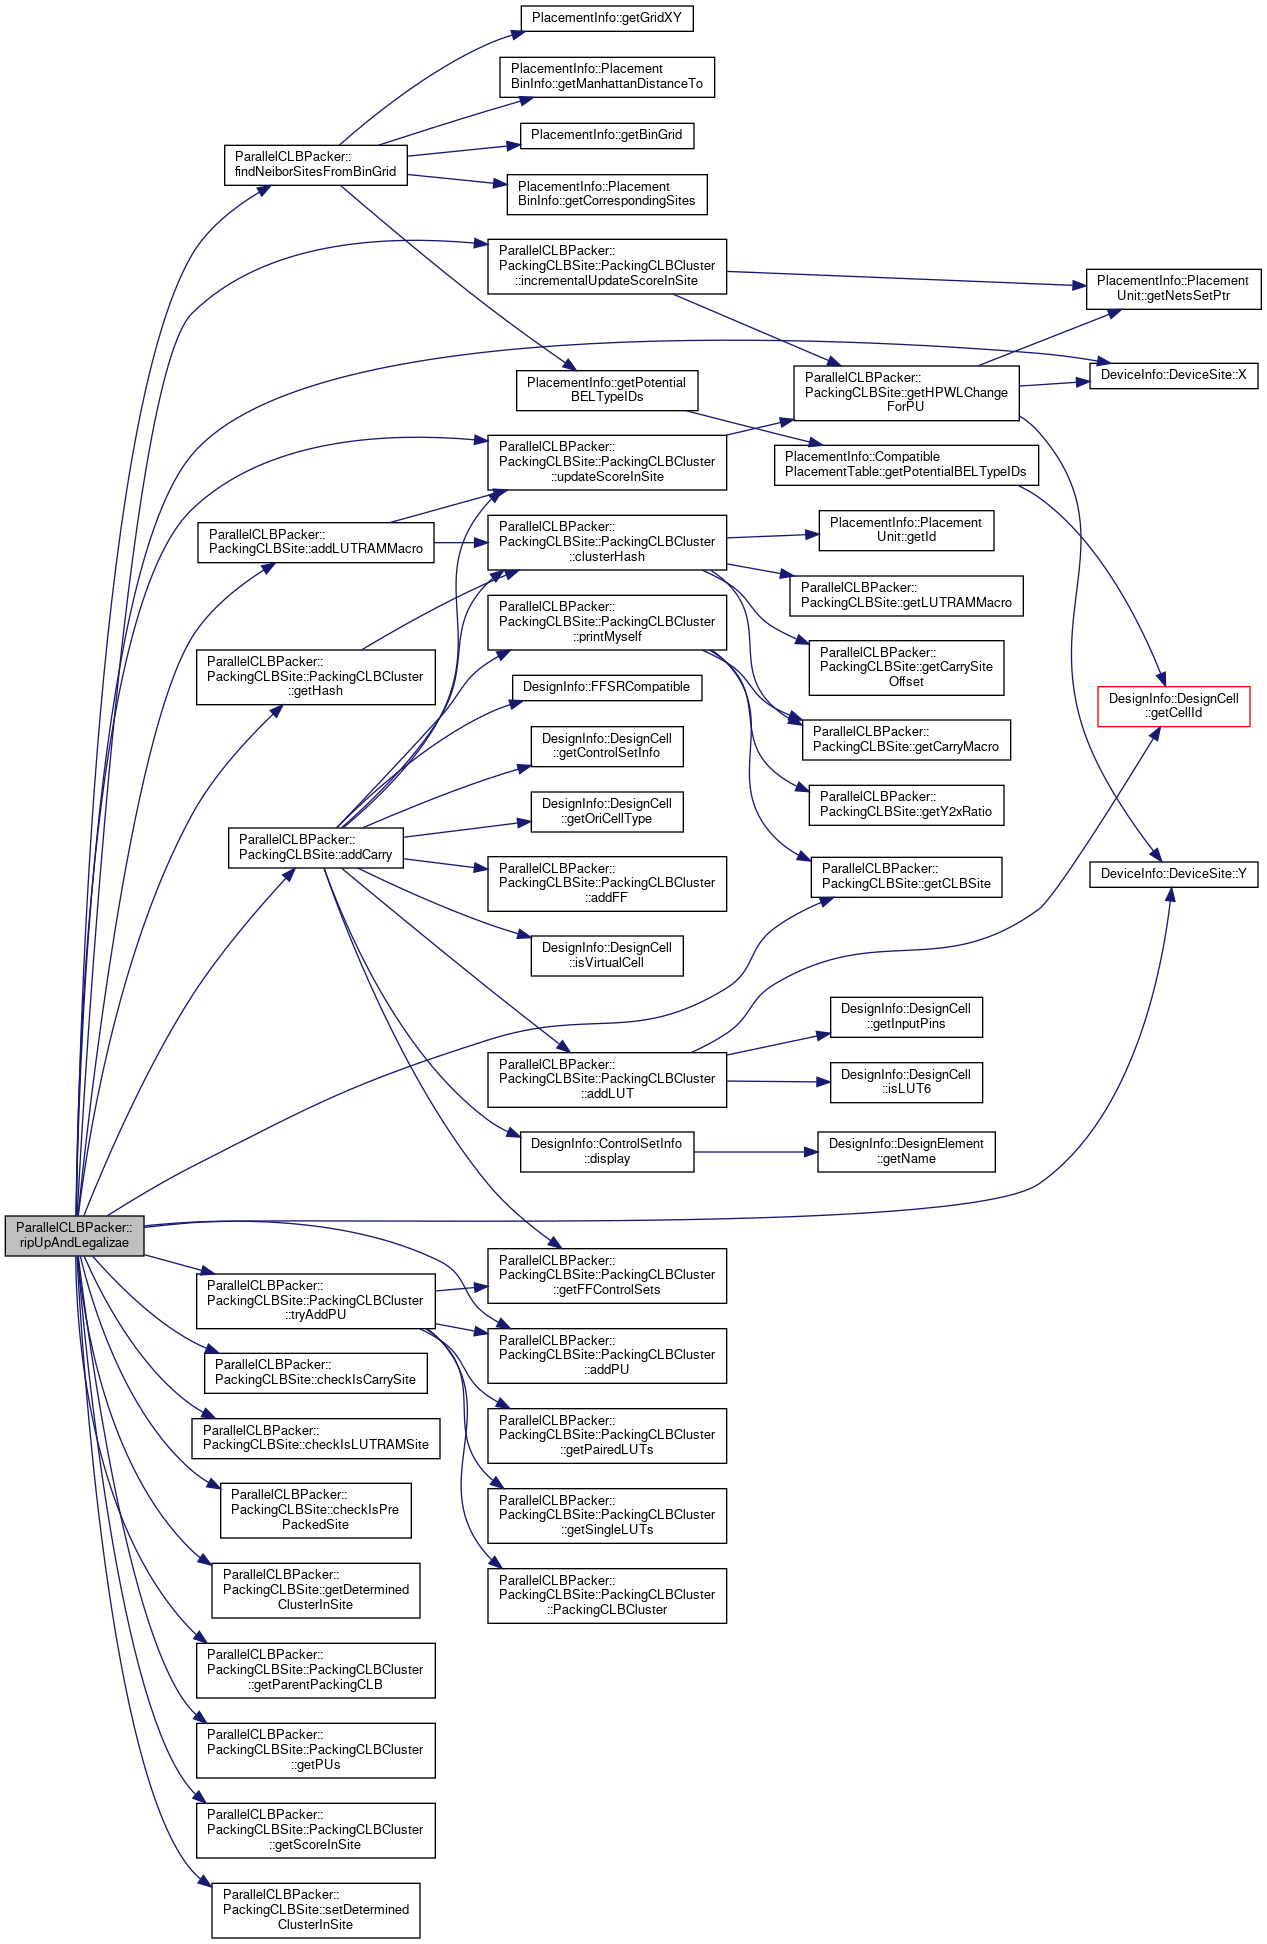 PlacementInfo::getGridXY
PlacementInfo::Placement
BinInfo::getManhattanDistanceTo
PlacementInfo::getBinGrid
ParallelCLBPacker::
findNeiborSitesFromBinGrid
PlacementInfo::Placement
BinInfo::getCorrespondingSites
ParallelCLBPacker::
PackingCLBSite::PackingCLBCluster
::incrementalUpdateScoreInSite
PlacementInfo::Placement
Unit::getNetsSetPtr
DeviceInfo::DeviceSite::X
PlacementInfo::getPotential
BELTypeIDs
ParallelCLBPacker::
PackingCLBSite::getHPWLChange
ForPU
ParallelCLBPacker::
PackingCLBSite::PackingCLBCluster
::updateScoreInSite
PlacementInfo::Compatible
PlacementTable::getPotentialBELTypeIDs
ParallelCLBPacker::
PackingCLBSite::addLUTRAMMacro
ParallelCLBPacker::
PackingCLBSite::PackingCLBCluster
::clusterHash
PlacementInfo::Placement
Unit::getId
ParallelCLBPacker::
PackingCLBSite::getLUTRAMMacro
ParallelCLBPacker::
PackingCLBSite::PackingCLBCluster
::printMyself
ParallelCLBPacker::
PackingCLBSite::getCarrySite
Offset
ParallelCLBPacker::
PackingCLBSite::PackingCLBCluster
::getHash
DesignInfo::FFSRCompatible
DesignInfo::DesignCell
::getCellId
ParallelCLBPacker::
PackingCLBSite::getCarryMacro
DesignInfo::DesignCell
::getControlSetInfo
ParallelCLBPacker::
PackingCLBSite::getY2xRatio
DesignInfo::DesignCell
::getOriCellType
ParallelCLBPacker::
PackingCLBSite::addCarry
ParallelCLBPacker::
PackingCLBSite::PackingCLBCluster
::addFF
ParallelCLBPacker::
PackingCLBSite::getCLBSite
DeviceInfo::DeviceSite::Y
DesignInfo::DesignCell
::isVirtualCell
DesignInfo::DesignCell
::getInputPins
ParallelCLBPacker::
PackingCLBSite::PackingCLBCluster
::addLUT
DesignInfo::DesignCell
::isLUT6
DesignInfo::ControlSetInfo
::display
DesignInfo::DesignElement
::getName
ParallelCLBPacker::
ripUpAndLegalizae
ParallelCLBPacker::
PackingCLBSite::PackingCLBCluster
::getFFControlSets
ParallelCLBPacker::
PackingCLBSite::PackingCLBCluster
::tryAddPU
ParallelCLBPacker::
PackingCLBSite::PackingCLBCluster
::addPU
ParallelCLBPacker::
PackingCLBSite::checkIsCarrySite
ParallelCLBPacker::
PackingCLBSite::checkIsLUTRAMSite
ParallelCLBPacker::
PackingCLBSite::PackingCLBCluster
::getPairedLUTs
ParallelCLBPacker::
PackingCLBSite::checkIsPre
PackedSite
ParallelCLBPacker::
PackingCLBSite::PackingCLBCluster
::getSingleLUTs
ParallelCLBPacker::
PackingCLBSite::getDetermined
ClusterInSite
ParallelCLBPacker::
PackingCLBSite::PackingCLBCluster
::PackingCLBCluster
ParallelCLBPacker::
PackingCLBSite::PackingCLBCluster
::getParentPackingCLB
ParallelCLBPacker::
PackingCLBSite::PackingCLBCluster
::getPUs
ParallelCLBPacker::
PackingCLBSite::PackingCLBCluster
::getScoreInSite
ParallelCLBPacker::
PackingCLBSite::setDetermined
ClusterInSite